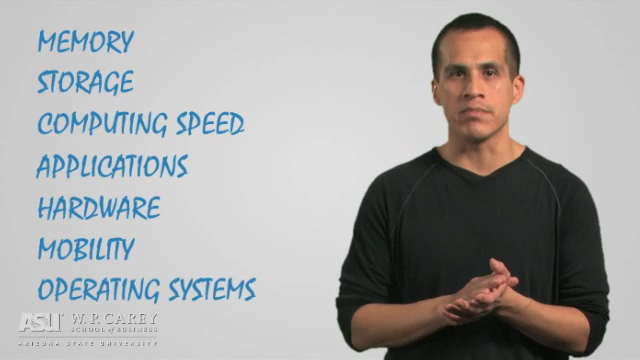 MEMORY
STORAGE
COMPUTING SPEED
APPLICATIONS
HARDWARE
MOBILITY
OPERATING SYSTEMS
ASU W. P. CAREY
SCHOOL of BUSINESS
ARIZONA STATE UNIVERSITY